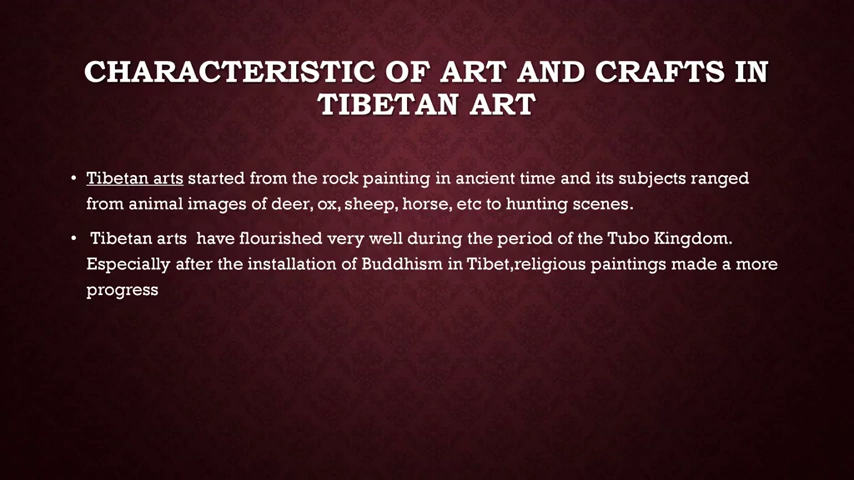 CHARACTERISTIC OF ART AND CRAFTS IN
TIBETAN ART
• Tibetan arts started from the rock painting in ancient time and its subjects ranged
from animal images of deer, ox, sheep, horse, etc to hunting scenes.
• Tibetan arts  have flourished very well during the period of the Tubo Kingdom.
Especially after the installation of Buddhism in Tibet,religious paintings made a more
progress